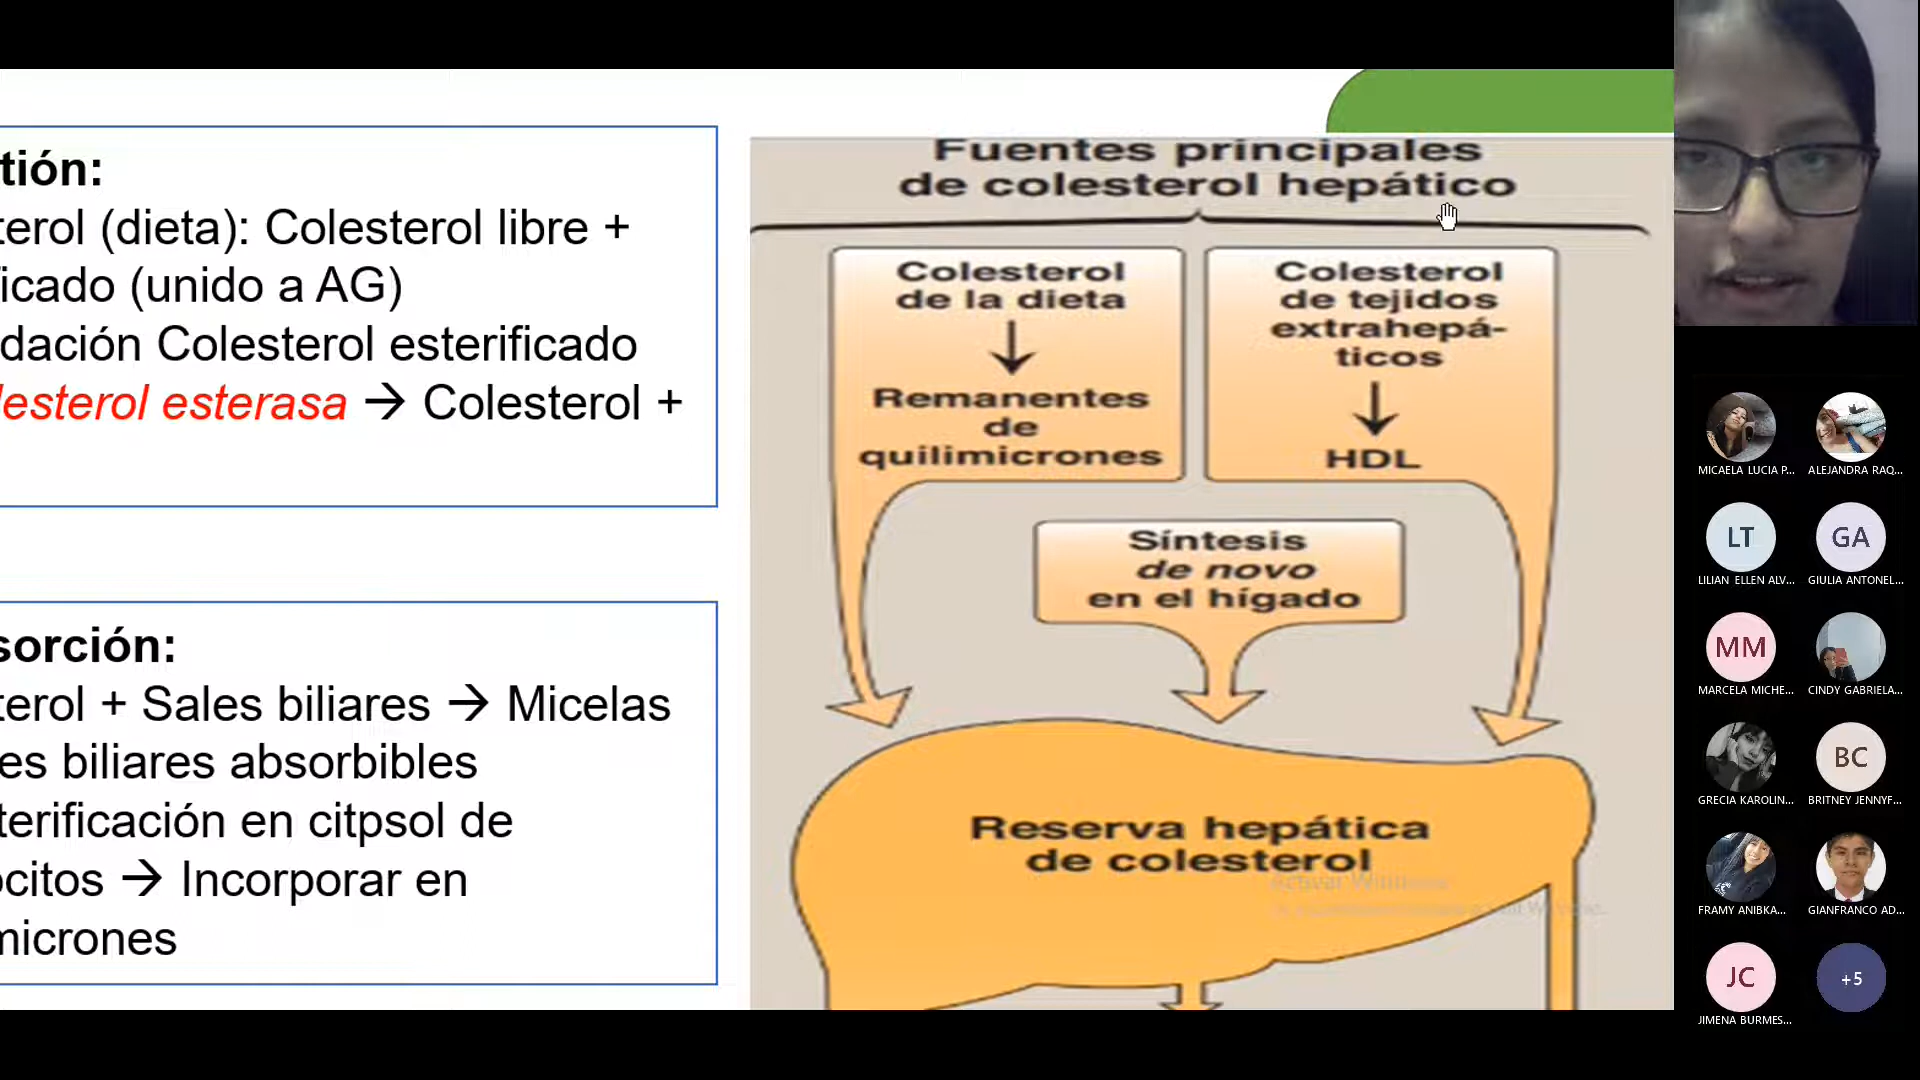 tión:
terol (dieta): Colesterol libre +
ficado (unido a AG)
dación Colesterol esterificado
lesterol esterasa → Colesterol +
sorción:
terol + Sales biliares → Micelas
es biliares absorbibles
terificación en citpsol de
ocitos → Incorporar en
micrones
Fuentes principales
de colesterol hepático
Colesterol
de la dieta
Remanentes
de
quilimicrones
Colesterol
de tejidos
extrahepá-
ticos
HDL
Síntesis
de novo
en el hígado
Reserva hepática
de colesterol
Activar Windows
MICAELA LUCIA P...
ALEJANDRA RAQ...
LT
LILIAN ELLEN ALV...
GA
GIULIA ANTONEL...
MM
MARCELA MICHE...
CINDY GABRIELA...
GRECIA KAROLIN...
BC
BRITNEY JENNYF...
FRAMY ANIBKA...
GIANFRANCO AD...
JC
JIMENA BURMES...
+5